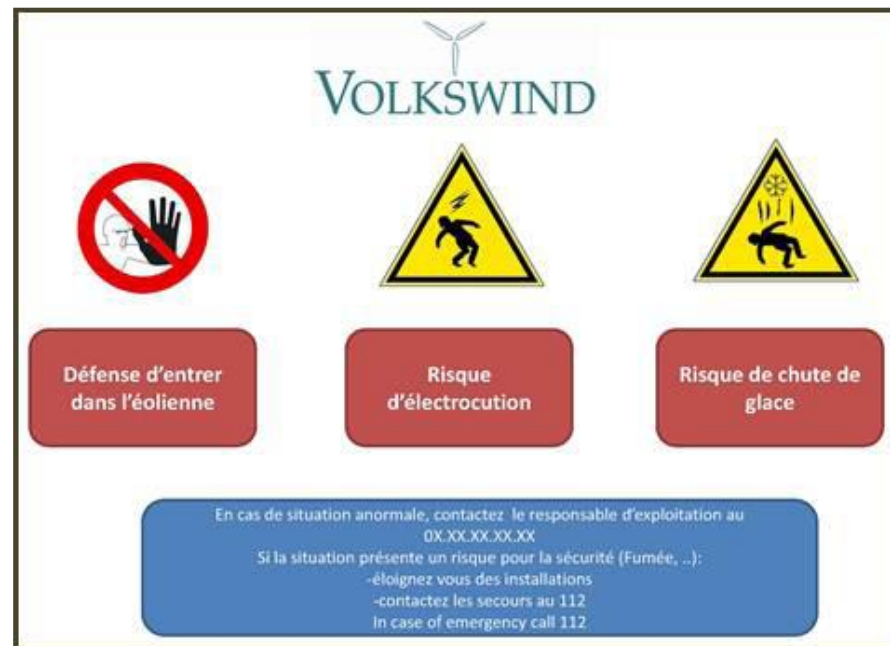 VOLKSWIND
Défense d'entrer
dans l'éolienne
Risque
d'électrocution
Risque de chute de
glace
En cas de situation anormale, contactez le responsable d'exploitation au
0X.XX.XX.XX.XX
Si la situation présente un risque pour la sécurité (Fumée, ..):
-éloignez vous des installations
-contactez les secours au 112
In case of emergency call 112